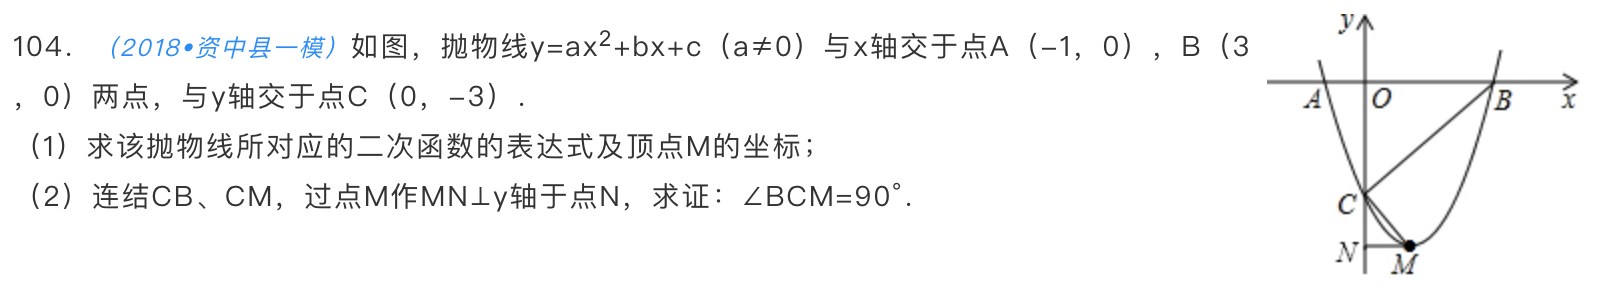 104. （2018•资中县一模）如图，抛物线y=ax²+bx+c（a≠0）与x轴交于点A（-1，0），B（3
，0）两点，与y轴交于点C（0，-3）.
（1）求该抛物线所对应的二次函数的表达式及顶点M的坐标；
（2）连结CB、CM，过点M作MN⊥y轴于点N，求证：∠BCM=90°.
y
A
O
B
x
C
N
M